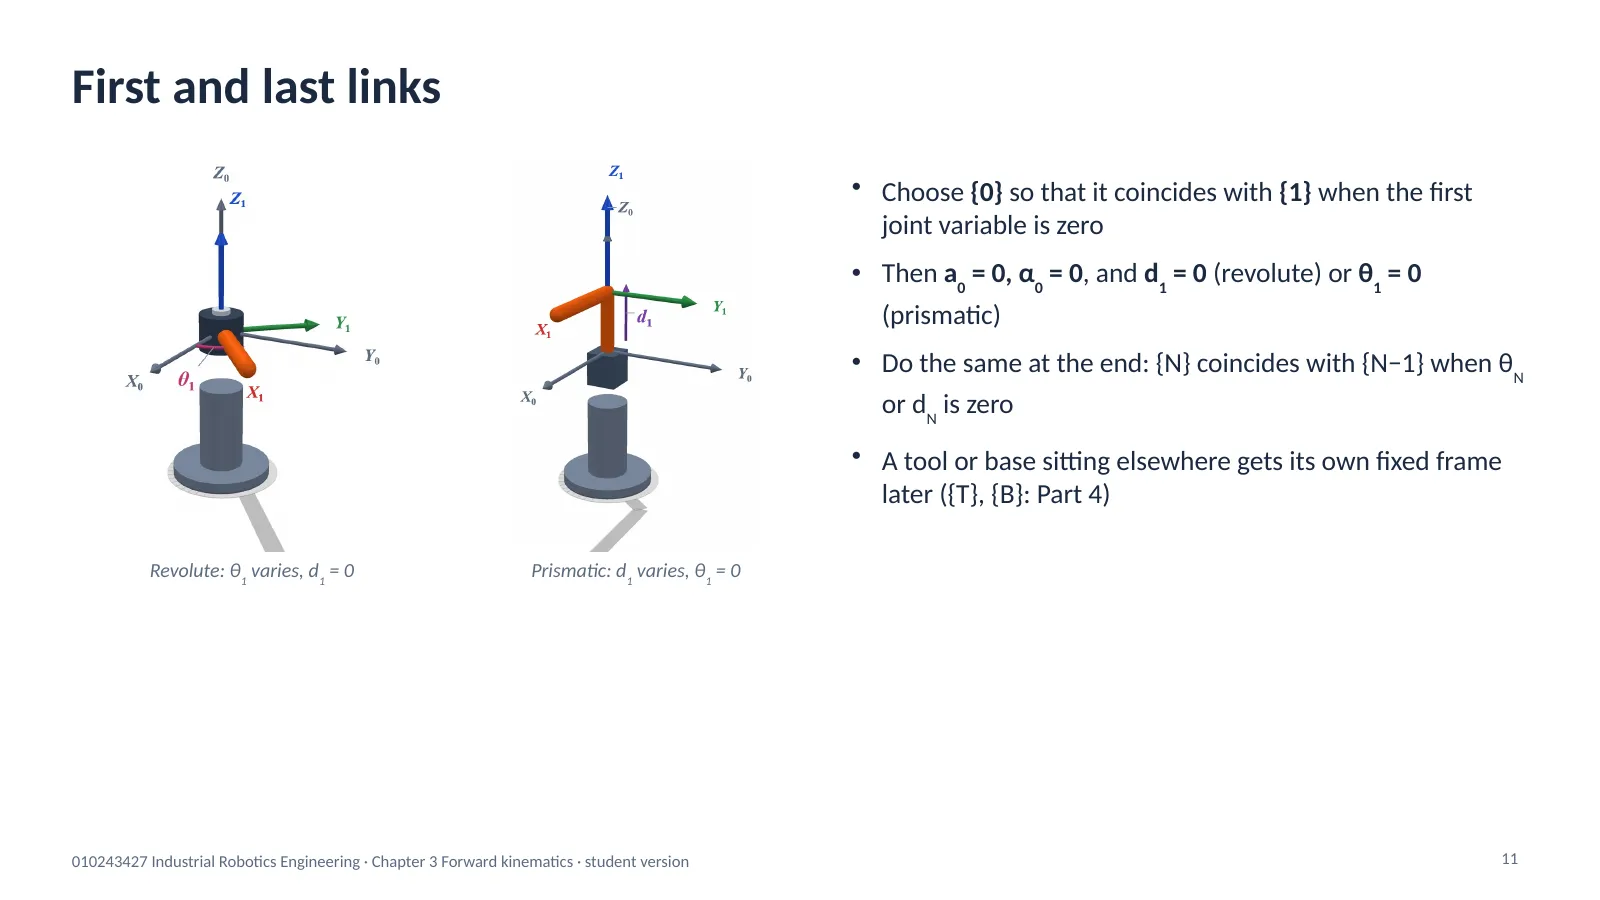 First and last links
Z₀
Z₁
Y₁
Y₀
X₀
θ₁
X₁
Z₁
Z₀
Y₁
d₁
X₁
Y₀
X₀
Revolute: θ₁ varies, d₁ = 0
Prismatic: d₁ varies, θ₁ = 0
• Choose {0} so that it coincides with {1} when the first
joint variable is zero
• Then a₀ = 0, α₀ = 0, and d₁ = 0 (revolute) or θ₁ = 0
(prismatic)
• Do the same at the end: {N} coincides with {N−1} when θ_N
or d_N is zero
• A tool or base sitting elsewhere gets its own fixed frame
later ({T}, {B}: Part 4)
010243427 Industrial Robotics Engineering · Chapter 3 Forward kinematics · student version
11